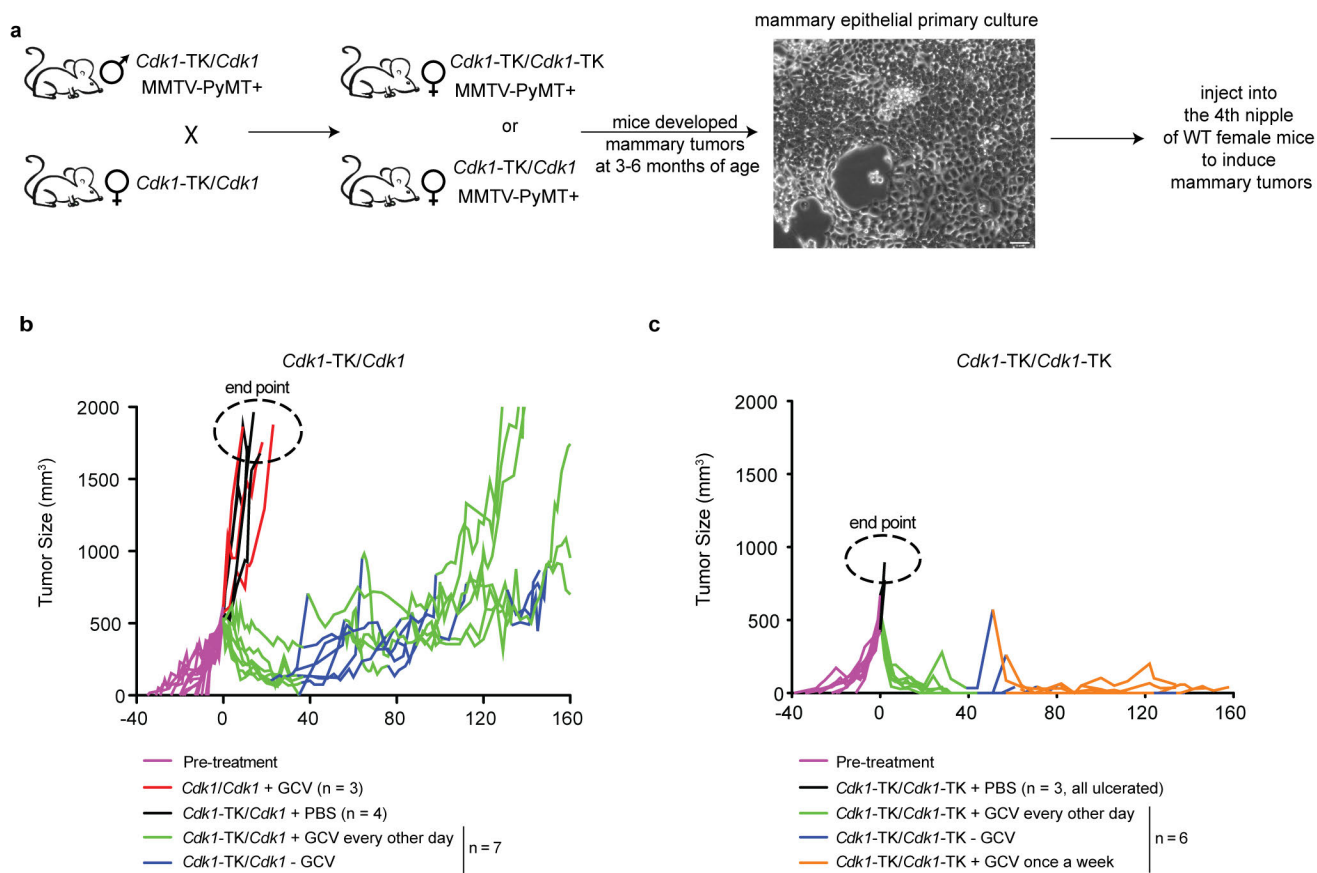 a
Cdk1-TK/Cdk1
MMTV-PyMT+
X
Cdk1-TK/Cdk1
Cdk1-TK/Cdk1-TK
MMTV-PyMT+
or
Cdk1-TK/Cdk1
MMTV-PyMT+
mice developed
mammary tumors
at 3-6 months of age
mammary epithelial primary culture
inject into
the 4th nipple
of WT female mice
to induce
mammary tumors
b
Cdk1-TK/Cdk1
end point
Tumor Size (mm³)
2000
1500
1000
500
0
-40
0
40
80
120
160
Pre-treatment
Cdk1/Cdk1 + GCV (n = 3)
Cdk1-TK/Cdk1 + PBS (n = 4)
Cdk1-TK/Cdk1 + GCV every other day
Cdk1-TK/Cdk1 - GCV
n = 7
c
Cdk1-TK/Cdk1-TK
end point
Tumor Size (mm³)
2000
1500
1000
500
0
-40
0
40
80
120
160
Pre-treatment
Cdk1-TK/Cdk1-TK + PBS (n = 3, all ulcerated)
Cdk1-TK/Cdk1-TK + GCV every other day
Cdk1-TK/Cdk1-TK - GCV
Cdk1-TK/Cdk1-TK + GCV once a week
n = 6